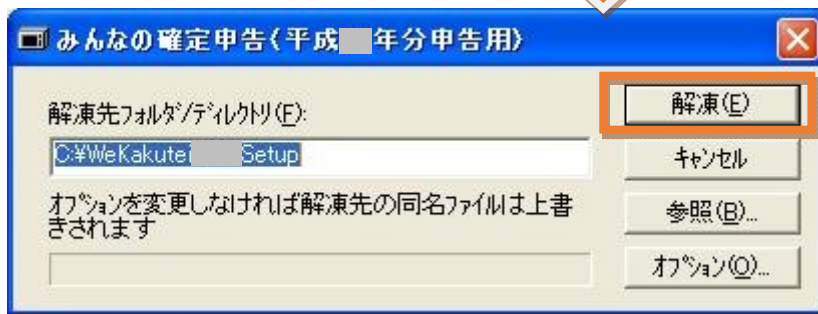 みんなの確定申告(平成 年分申告用)
解凍先フォルダ/ディレクトリ(F):
C:¥WeKakutei Setup
オプションを変更しなければ解凍先の同名ファイルは上書
きされます
解凍(E)
キャンセル
参照(B)...
オプション(O)...